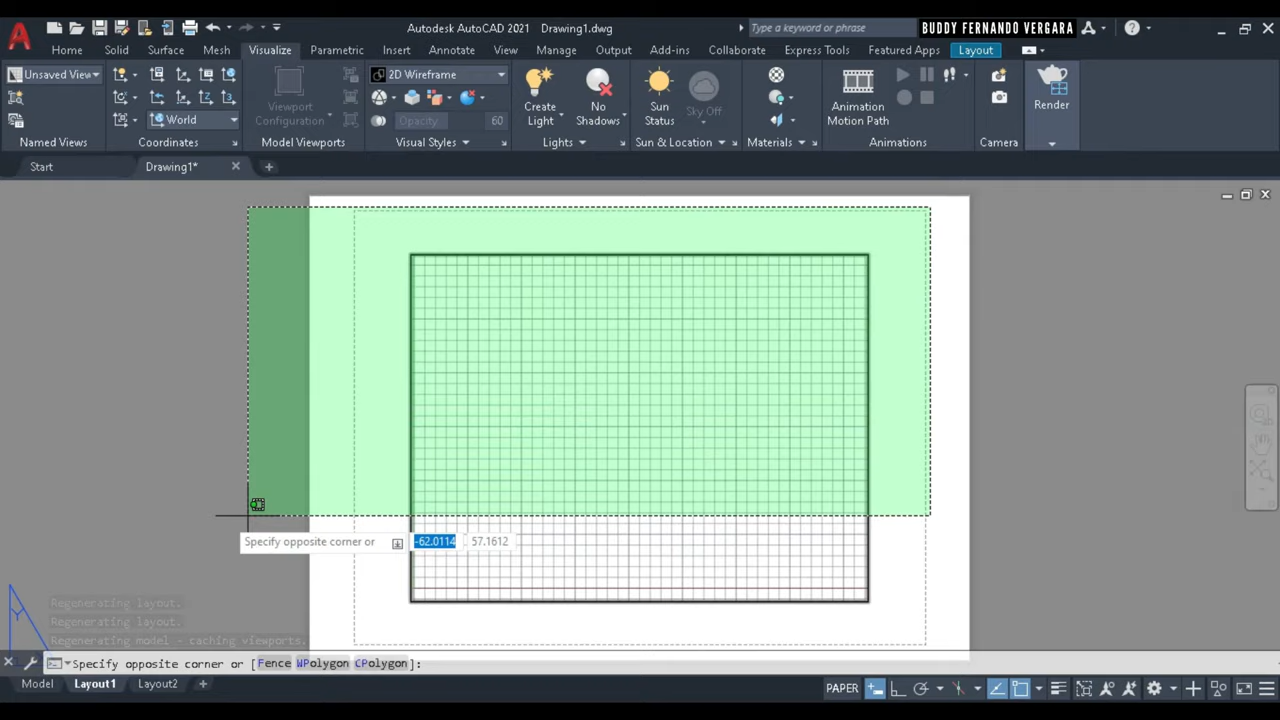 Autodesk AutoCAD 2021 Drawing1.dwg
Type a keyword or phrase
BUDDY FERNANDO VERGARA
Home Solid Surface Mesh Visualize Parametric Insert Annotate View Manage Output Add-ins Collaborate Express Tools Featured Apps Layout
Unsaved View
World
Named Views
Coordinates
Viewport
Configuration
Model Viewports
2D Wireframe
Opacity: 60
Visual Styles
Create
Light
No
Shadows
Lights
Sun
Status
Sky Off
Sun & Location
Materials
Animation
Motion Path
Animations
Camera
Render
Start
Drawing1*
Specify opposite corner or -62.0114 57.1612
Y
Regenerating layout.
Regenerating layout.
Regenerating model - caching viewports.
Specify opposite corner or [Fence WPolygon CPolygon]:
Model Layout1 Layout2
PAPER